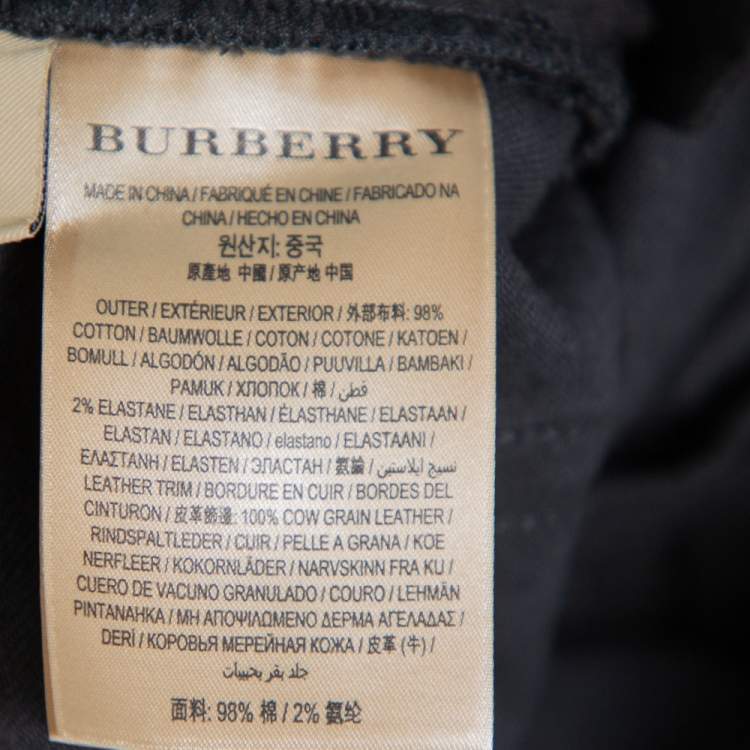 BURBERRY
MADE IN CHINA / FABRIQUÉ EN CHINE / FABRICADO NA
CHINA / HECHO EN CHINA
원산지: 중국
原產地 中國 / 原产地 中国
OUTER / EXTÉRIEUR / EXTERIOR / 外部布料: 98%
COTTON / BAUMWOLLE / COTON / COTONE / KATOEN /
BOMULL / ALGODÓN / ALGODÃO / PUUVILLA / BAMBAKI /
PAMUK / ХЛОПОК / 棉 / قطن /
2% ELASTANE / ELASTHAN / ÉLASTHANE / ELASTAAN /
ELASTAN / ELASTANO / elastano / ELASTAANI /
ΕΛΑΣΤΑΝΗ / ELASTEN / ЭЛАСТАН / 氨綸 / نسيج ايلاستين /
LEATHER TRIM / BORDURE EN CUIR / BORDES DEL
CINTURON / 皮革飾邊: 100% COW GRAIN LEATHER /
RINDSPALTLEDER / CUIR / PELLE A GRANA / KOE
NERFLEER / KOKORNLÄDER / NARVSKINN FRA KU /
CUERO DE VACUNO GRANULADO / COURO / LEHMÄN
PINTANAHKA / ΜΗ ΑΠΟΨΙΛΩΜΕΝΟ ΔΕΡΜΑ ΑΓΕΛΑΔΑΣ /
DERİ / КОРОВЬЯ МЕРЕЙНАЯ КОЖА / 皮革 (牛) /
جلد بقر بحبيبات
面料: 98% 棉 / 2% 氨纶